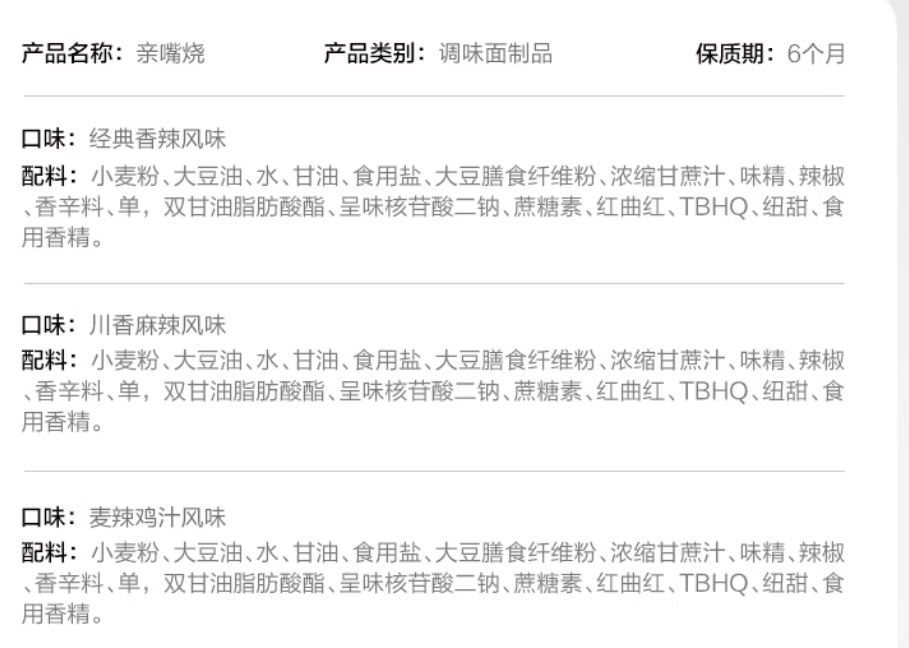 产品名称：亲嘴烧 产品类别：调味面制品 保质期：6个月
口味：经典香辣风味
配料：小麦粉、大豆油、水、甘油、食用盐、大豆膳食纤维粉、浓缩甘蔗汁、味精、辣椒
、香辛料、单，双甘油脂肪酸酯、呈味核苷酸二钠、蔗糖素、红曲红、TBHQ、纽甜、食
用香精。
口味：川香麻辣风味
配料：小麦粉、大豆油、水、甘油、食用盐、大豆膳食纤维粉、浓缩甘蔗汁、味精、辣椒
、香辛料、单，双甘油脂肪酸酯、呈味核苷酸二钠、蔗糖素、红曲红、TBHQ、纽甜、食
用香精。
口味：麦辣鸡汁风味
配料：小麦粉、大豆油、水、甘油、食用盐、大豆膳食纤维粉、浓缩甘蔗汁、味精、辣椒
、香辛料、单，双甘油脂肪酸酯、呈味核苷酸二钠、蔗糖素、红曲红、TBHQ、纽甜、食
用香精。